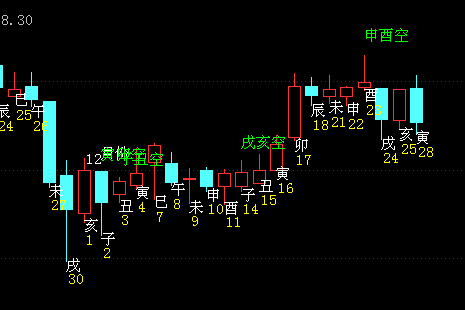 8.30
申酉空
辰
24
巳
25
午
26
未
27
戌
30
12
亥
1
子
2
丑
3
寅
4
巳
7
午
8
未
9
申
10
酉
11
戌亥空
子
14
丑
15
寅
16
卯
17
辰
18
未
21
申
22
酉
23
戌
24
亥
25
寅
28